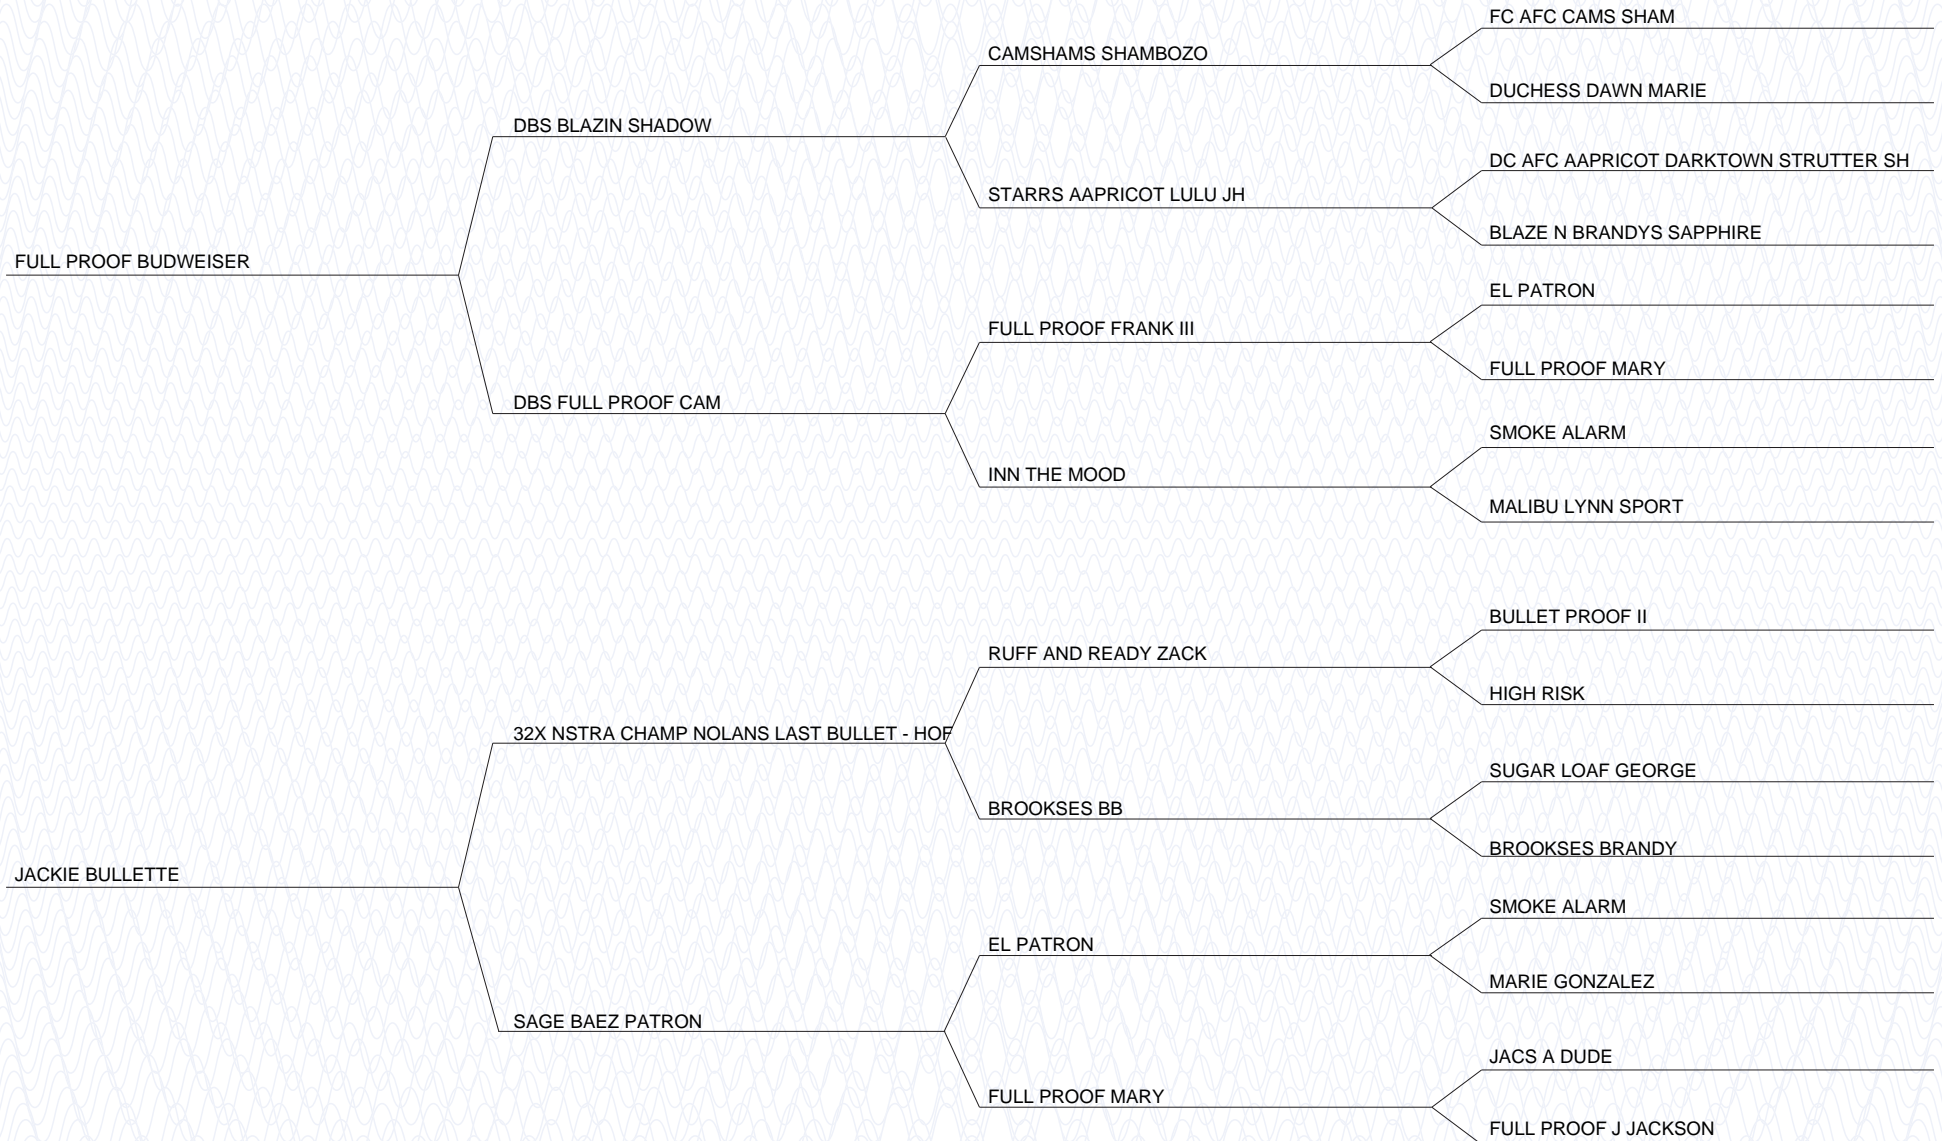 FC AFC CAMS SHAM
CAMSHAMS SHAMBOZO
DUCHESS DAWN MARIE
DBS BLAZIN SHADOW
DC AFC AAPRICOT DARKTOWN STRUTTER SH
STARRS AAPRICOT LULU JH
BLAZE N BRANDYS SAPPHIRE
FULL PROOF BUDWEISER
EL PATRON
FULL PROOF FRANK III
FULL PROOF MARY
DBS FULL PROOF CAM
SMOKE ALARM
INN THE MOOD
MALIBU LYNN SPORT
BULLET PROOF II
RUFF AND READY ZACK
HIGH RISK
32X NSTRA CHAMP NOLANS LAST BULLET - HOF
SUGAR LOAF GEORGE
BROOKSES BB
BROOKSES BRANDY
JACKIE BULLETTE
SMOKE ALARM
EL PATRON
MARIE GONZALEZ
SAGE BAEZ PATRON
JACS A DUDE
FULL PROOF MARY
FULL PROOF J JACKSON